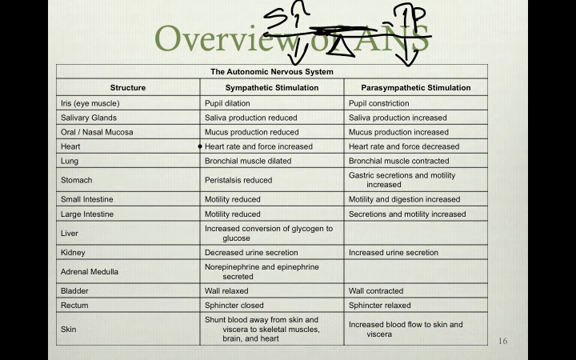 S P
Overview of ANS
The Autonomic Nervous System
Structure Sympathetic Stimulation Parasympathetic Stimulation
Iris (eye muscle) Pupil dilation Pupil constriction
Salivary Glands Saliva production reduced Saliva production increased
Oral / Nasal Mucosa Mucus production reduced Mucus production increased
Heart Heart rate and force increased Heart rate and force decreased
Lung Bronchial muscle dilated Bronchial muscle contracted
Stomach Peristalsis reduced Gastric secretions and motility
increased
Small Intestine Motility reduced Motility and digestion increased
Large Intestine Motility reduced Secretions and motility increased
Liver Increased conversion of glycogen to
glucose
Kidney Decreased urine secretion Increased urine secretion
Adrenal Medulla Norepinephrine and epinephrine
secreted
Bladder Wall relaxed Wall contracted
Rectum Sphincter closed Sphincter relaxed
Skin Shunt blood away from skin and
viscera to skeletal muscles,
brain, and heart Increased blood flow to skin and
viscera
16